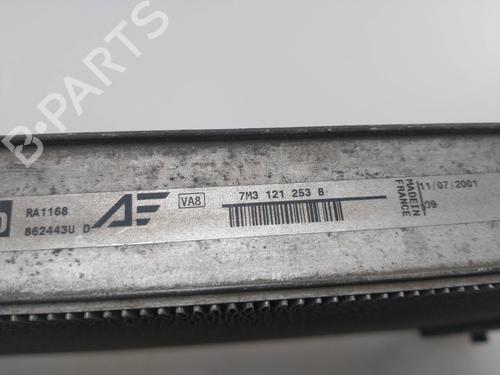 RA1168
862443U D
VA8
7M3 121 253 B
MADE IN
FRANCE
11/07/2001
09
B-PARTS